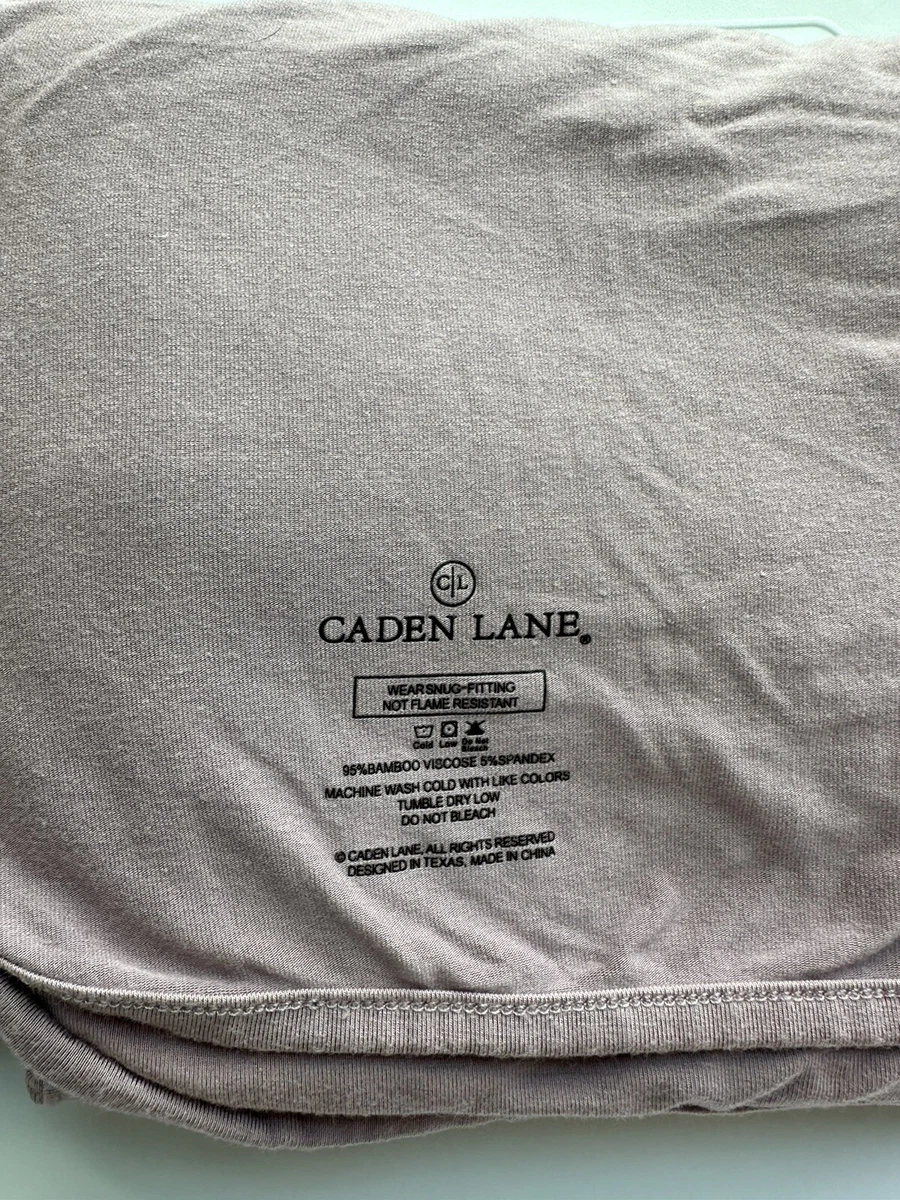 C|L
CADEN LANE®
WEAR SNUG-FITTING
NOT FLAME RESISTANT
Cold Low Do Not
Bleach
95%BAMBOO VISCOSE 5%SPANDEX
MACHINE WASH COLD WITH LIKE COLORS
TUMBLE DRY LOW
DO NOT BLEACH
© CADEN LANE, ALL RIGHTS RESERVED
DESIGNED IN TEXAS, MADE IN CHINA